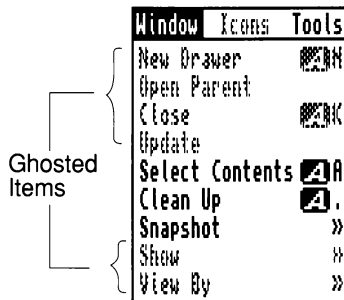 Window Icons Tools
New Drawer A N
Open Parent
Close A K
Update
Ghosted
Items
Select Contents A A
Clean Up A .
Snapshot »
Show »
View By »